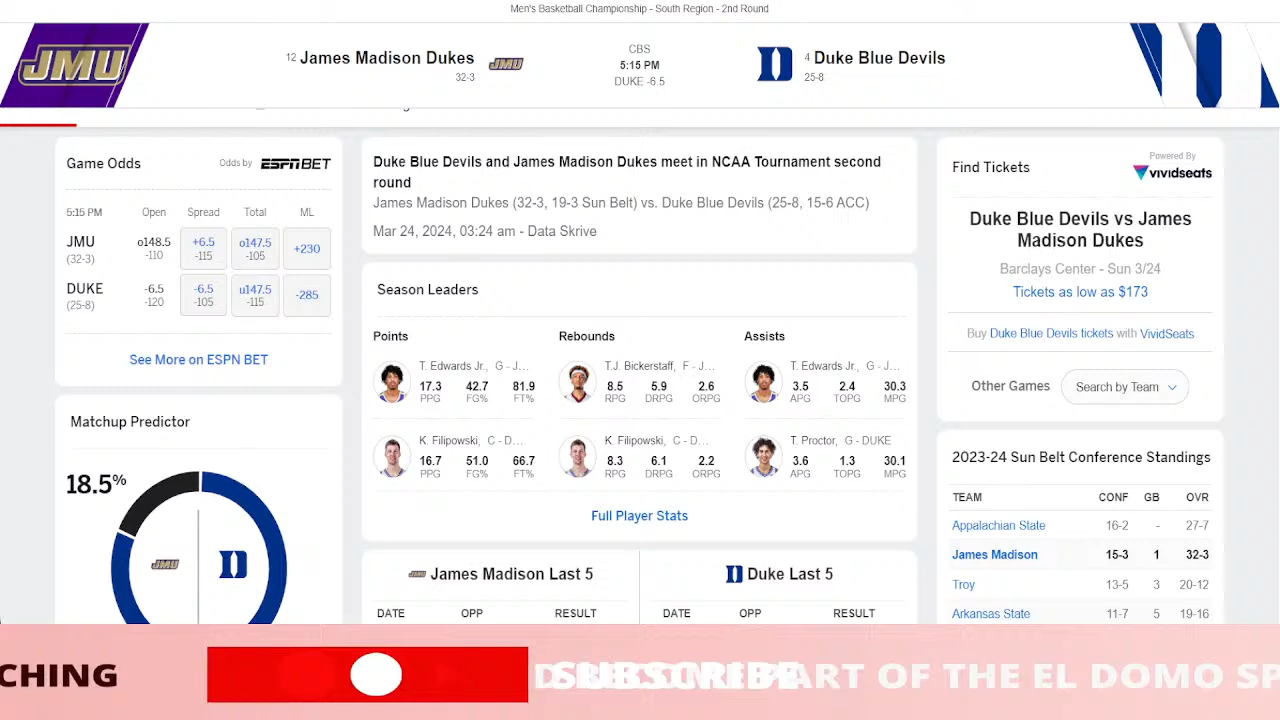 Men's Basketball Championship - South Region - 2nd Round
JMU
12 James Madison Dukes
32-3
JMU
CBS
5:15 PM
DUKE -6.5
4 Duke Blue Devils
25-8
Game Odds
Odds by ESPN BET
5:15 PM Open Spread Total ML
JMU o148.5 +6.5 o147.5 +230
(32-3) -110 -115 -105
DUKE -6.5 -6.5 u147.5 -285
(25-8) -120 -105 -115
See More on ESPN BET
Matchup Predictor
18.5%
JMU
Duke Blue Devils and James Madison Dukes meet in NCAA Tournament second
round
James Madison Dukes (32-3, 19-3 Sun Belt) vs. Duke Blue Devils (25-8, 15-6 ACC)
Mar 24, 2024, 03:24 am - Data Skrive
Season Leaders
Points Rebounds Assists
T. Edwards Jr., G - J... T.J. Bickerstaff, F - J... T. Edwards Jr., G - J...
17.3 42.7 81.9 8.5 5.9 2.6 3.5 2.4 30.3
PPG FG% FT% RPG DRPG ORPG APG TOPG MPG
K. Filipowski, C - D... K. Filipowski, C - D... T. Proctor, G - DUKE
16.7 51.0 66.7 8.3 6.1 2.2 3.6 1.3 30.1
PPG FG% FT% RPG DRPG ORPG APG TOPG MPG
Full Player Stats
JMU James Madison Last 5
DATE OPP RESULT
D Duke Last 5
DATE OPP RESULT
Find Tickets
Powered By
vividseats
Duke Blue Devils vs James
Madison Dukes
Barclays Center - Sun 3/24
Tickets as low as $173
Buy Duke Blue Devils tickets with VividSeats
Other Games Search by Team
2023-24 Sun Belt Conference Standings
TEAM CONF GB OVR
Appalachian State 16-2 - 27-7
James Madison 15-3 1 32-3
Troy 13-5 3 20-12
Arkansas State 11-7 5 19-16
CHING SUBSCRIBE PART OF THE EL DOMO SP